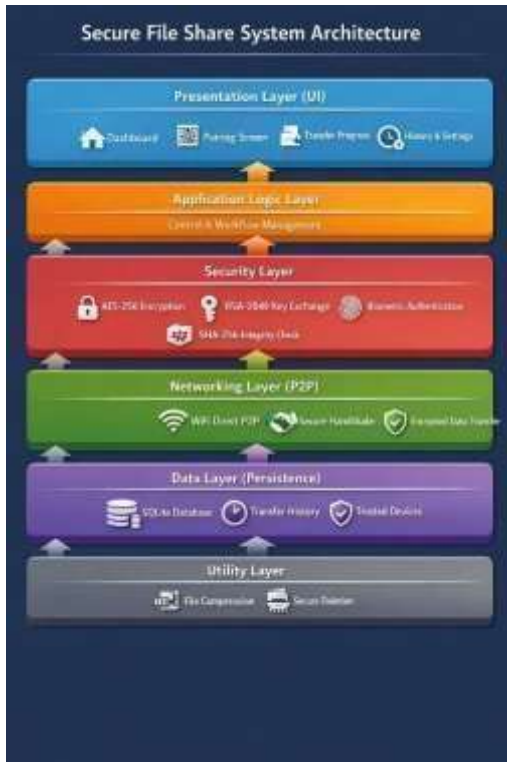 Secure File Share System Architecture
Presentation Layer (UI)
Dashboard Pairing Screen Transfer Progress History & Settings
Application Logic Layer
Control & Workflow Management
Security Layer
AES-256 Encryption RSA-2048 Key Exchange Biometric Authentication
SHA-256 Integrity Check
Networking Layer (P2P)
WiFi Direct P2P Secure Handshake Encrypted Data Transfer
Data Layer (Persistence)
SQLite Database Transfer History Trusted Devices
Utility Layer
File Compression Secure Deletion